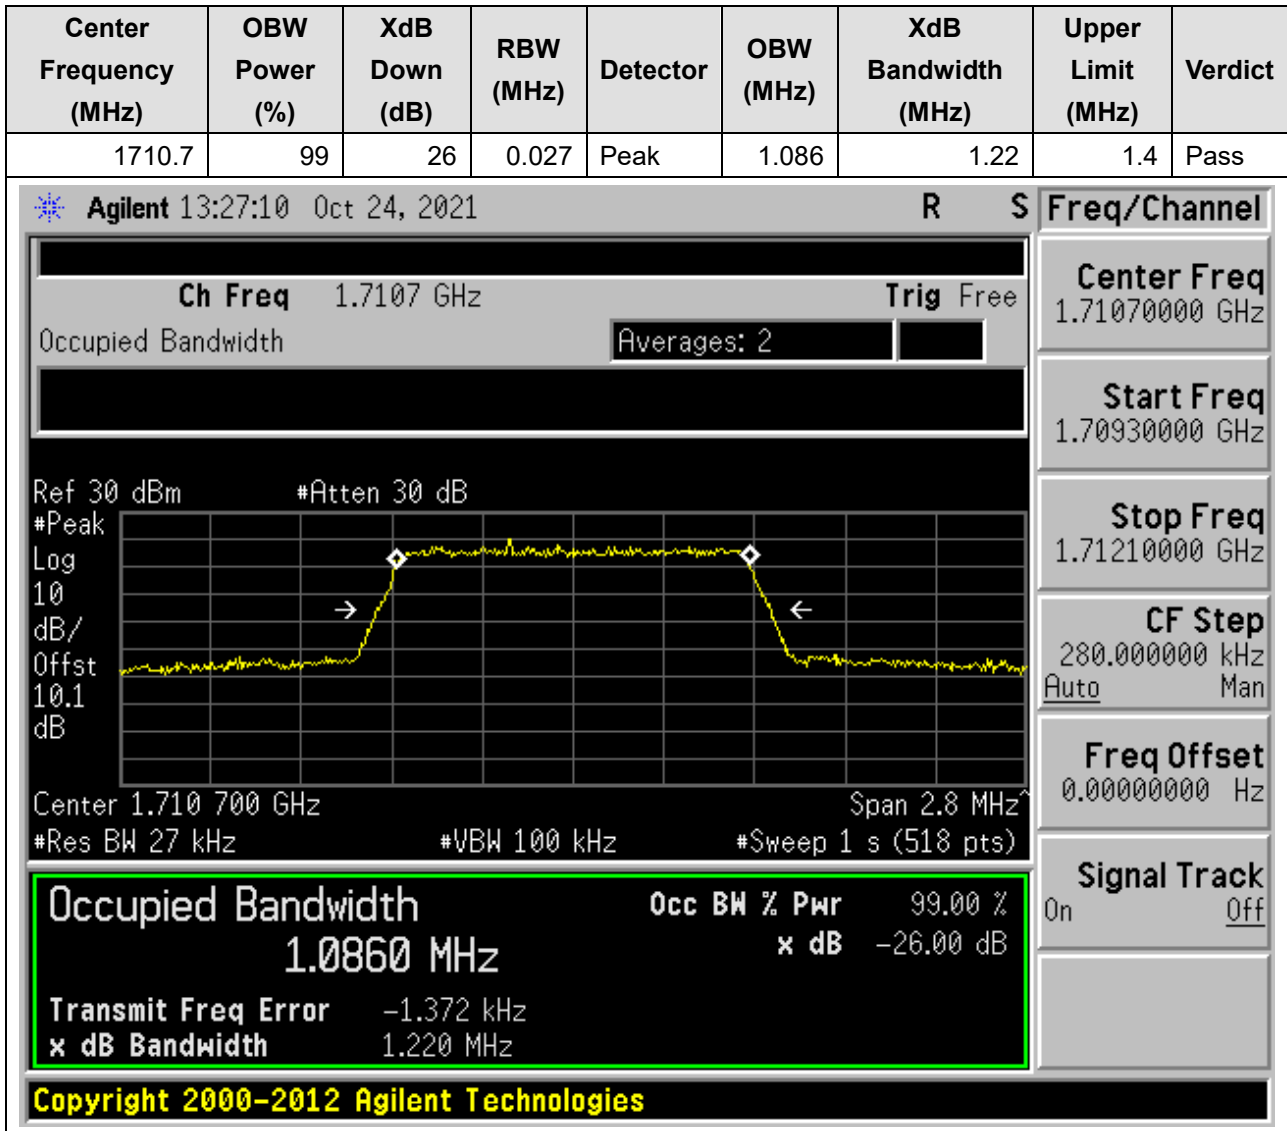 Center Frequency (MHz) OBW Power (%) XdB Down (dB) RBW (MHz) Detector OBW (MHz) XdB Bandwidth (MHz) Upper Limit (MHz) Verdict
1710.7 99 26 0.027 Peak 1.086 1.22 1.4 Pass
Agilent 13:27:10 Oct 24, 2021 R S
Freq/Channel
Ch Freq 1.7107 GHz Trig Free
Occupied Bandwidth Averages: 2
Ref 30 dBm #Atten 30 dB
#Peak
Log
10
dB/
Offst
10.1
dB
Center 1.710 700 GHz Span 2.8 MHz^
#Res BW 27 kHz #VBW 100 kHz #Sweep 1 s (518 pts)
Occupied Bandwidth Occ BW % Pwr 99.00 %
1.0860 MHz x dB -26.00 dB
Transmit Freq Error -1.372 kHz
x dB Bandwidth 1.220 MHz
Center Freq
1.71070000 GHz
Start Freq
1.70930000 GHz
Stop Freq
1.71210000 GHz
CF Step
280.000000 kHz
Auto Man
Freq Offset
0.00000000 Hz
Signal Track
On Off
Copyright 2000-2012 Agilent Technologies